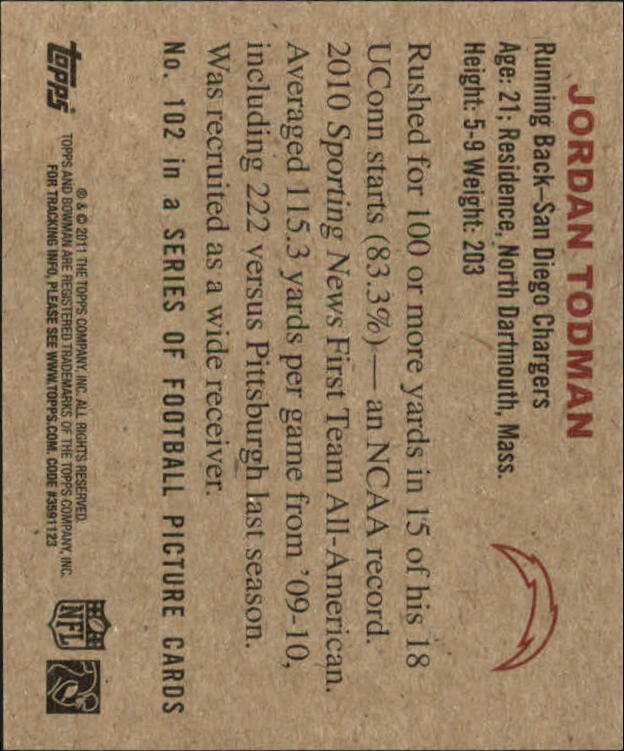 JORDAN TODMAN
Running Back–San Diego Chargers
Age: 21; Residence, North Dartmouth, Mass.
Height: 5-9 Weight: 203
Rushed for 100 or more yards in 15 of his 18
UConn starts (83.3%)— an NCAA record.
2010 Sporting News First Team All-American.
Averaged 115.3 yards per game from ’09-10,
including 222 versus Pittsburgh last season.
Was recruited as a wide receiver.
No. 102 in a SERIES OF FOOTBALL PICTURE CARDS
topps
® & © 2011 THE TOPPS COMPANY, INC. ALL RIGHTS RESERVED.
TOPPS AND BOWMAN ARE REGISTERED TRADEMARKS OF THE TOPPS COMPANY, INC.
FOR TRACKING INFO, PLEASE SEE WWW.TOPPS.COM. CODE #3591123
NFL